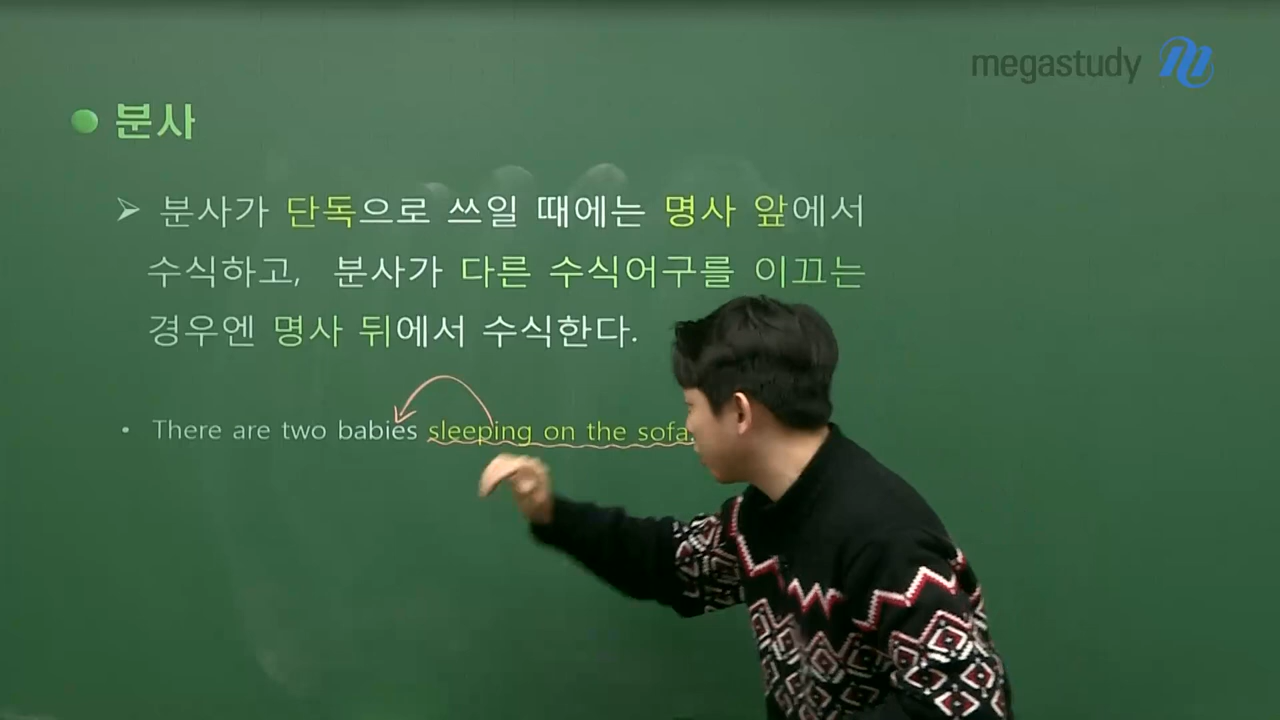 megastudy
분사
분사가 단독으로 쓰일 때에는 명사 앞에서
수식하고, 분사가 다른 수식어구를 이끄는
경우엔 명사 뒤에서 수식한다.
There are two babies sleeping on the sofa.